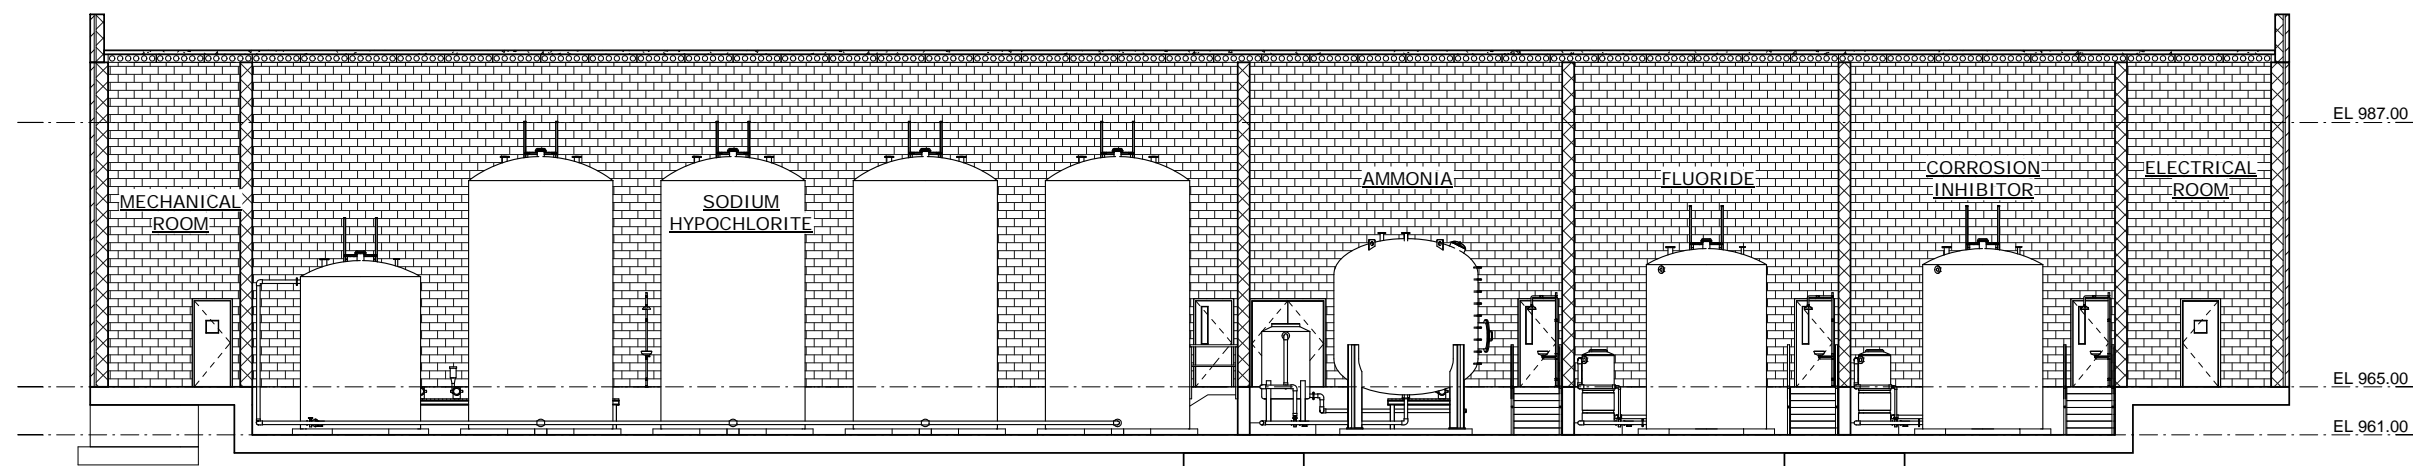 EL 987.00
MECHANICAL
ROOM
SODIUM
HYPOCHLORITE
AMMONIA
FLUORIDE
CORROSION
INHIBITOR
ELECTRICAL
ROOM
EL 965.00
EL 961.00